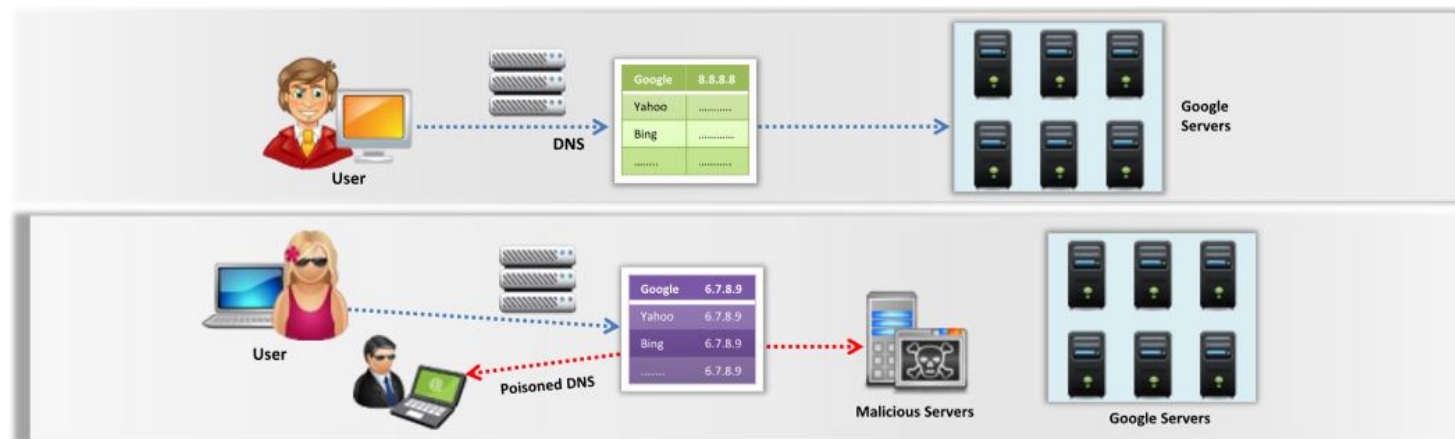 Google 8.8.8.8
Yahoo ...........
Bing ............
........ ...........
DNS
User
Google
Servers
Google 6.7.8.9
Yahoo 6.7.8.9
Bing 6.7.8.9
........ 6.7.8.9
User
Poisoned DNS
Malicious Servers
Google Servers